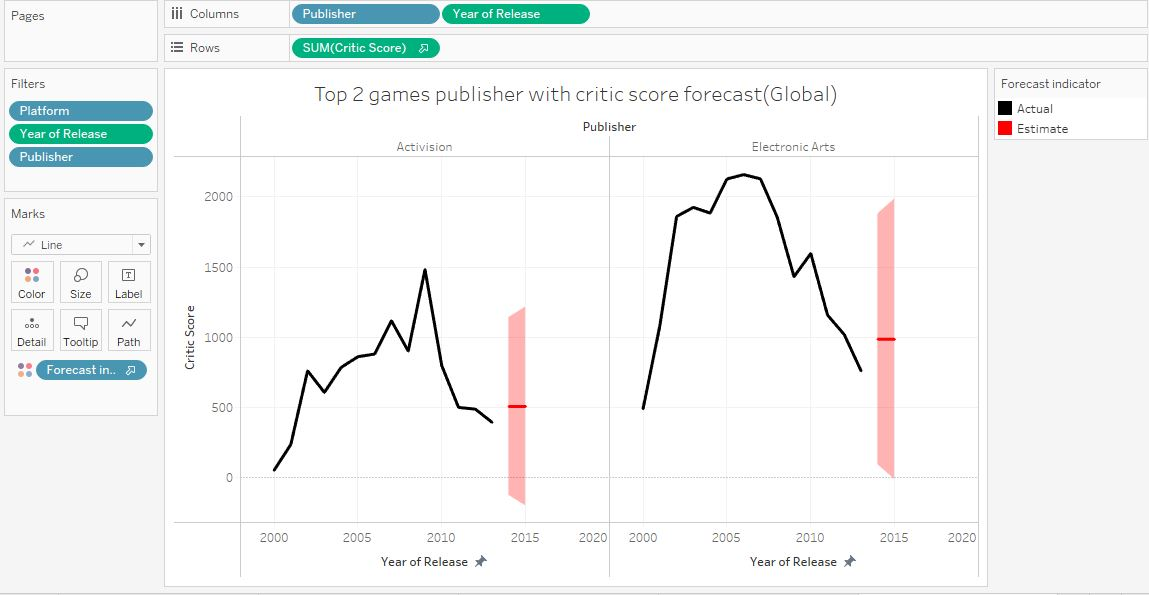 Pages
Columns
Publisher
Year of Release
Rows
SUM(Critic Score)
Filters
Platform
Year of Release
Publisher
Marks
Line
Color
Size
Label
Detail
Tooltip
Path
Forecast in..
Top 2 games publisher with critic score forecast(Global)
Publisher
Activision
Electronic Arts
Critic Score
2000
1500
1000
500
0
2000 2005 2010 2015 2020
2000 2005 2010 2015 2020
Year of Release
Year of Release
Forecast indicator
Actual
Estimate